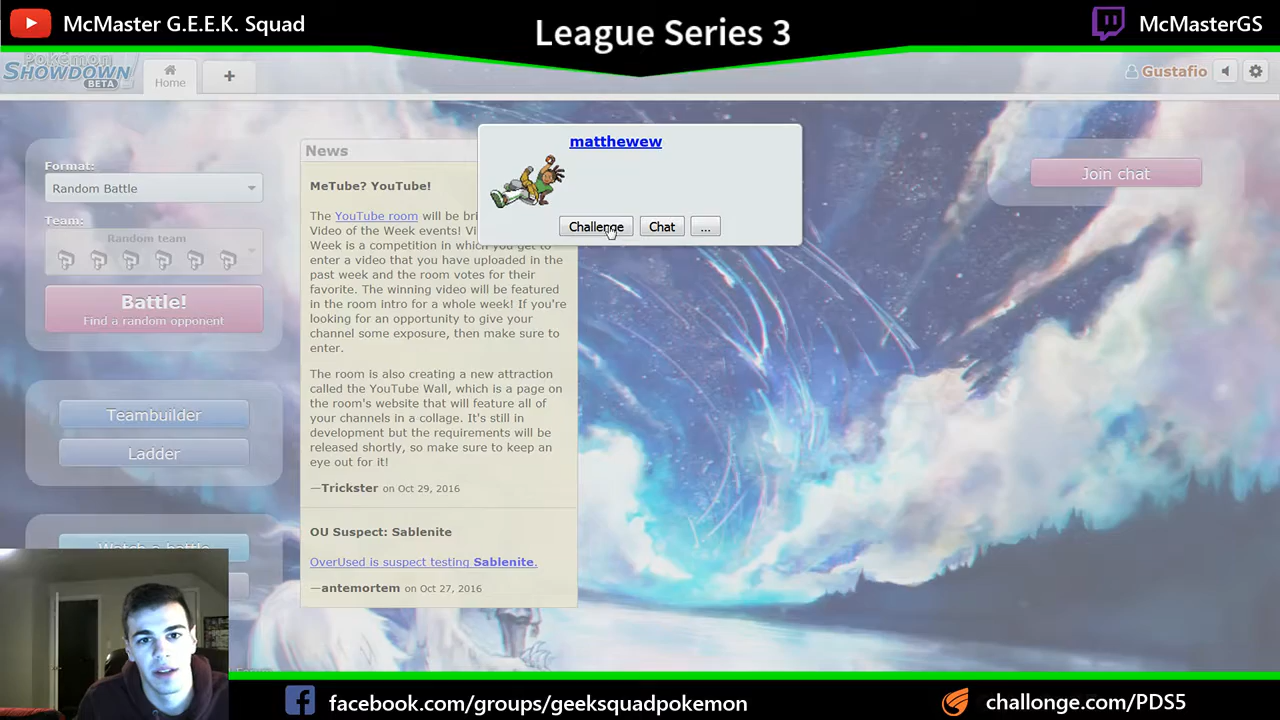 McMaster G.E.E.K. Squad
League Series 3
McMasterGS
Pokémon
SHOWDOWN
BETA
Home
+
Gustafio
Format:
Random Battle
Team:
Random team
Battle!
Find a random opponent
Teambuilder
Ladder
Watch a battle
News
MeTube? YouTube!
The YouTube room will be bri
Video of the Week events! Vi
Week is a competition in which you get to
enter a video that you have uploaded in the
past week and the room votes for their
favorite. The winning video will be featured
in the room intro for a whole week! If you're
looking for an opportunity to give your
channel some exposure, then make sure to
enter.
The room is also creating a new attraction
called the YouTube Wall, which is a page on
the room's website that will feature all of
your channels in a collage. It's still in
development but the requirements will be
released shortly, so make sure to keep an
eye out for it!
—Trickster on Oct 29, 2016
OU Suspect: Sablenite
OverUsed is suspect testing Sablenite.
—antemortem on Oct 27, 2016
matthewew
Challenge
Chat
...
Join chat
facebook.com/groups/geeksquadpokemon
challonge.com/PDS5